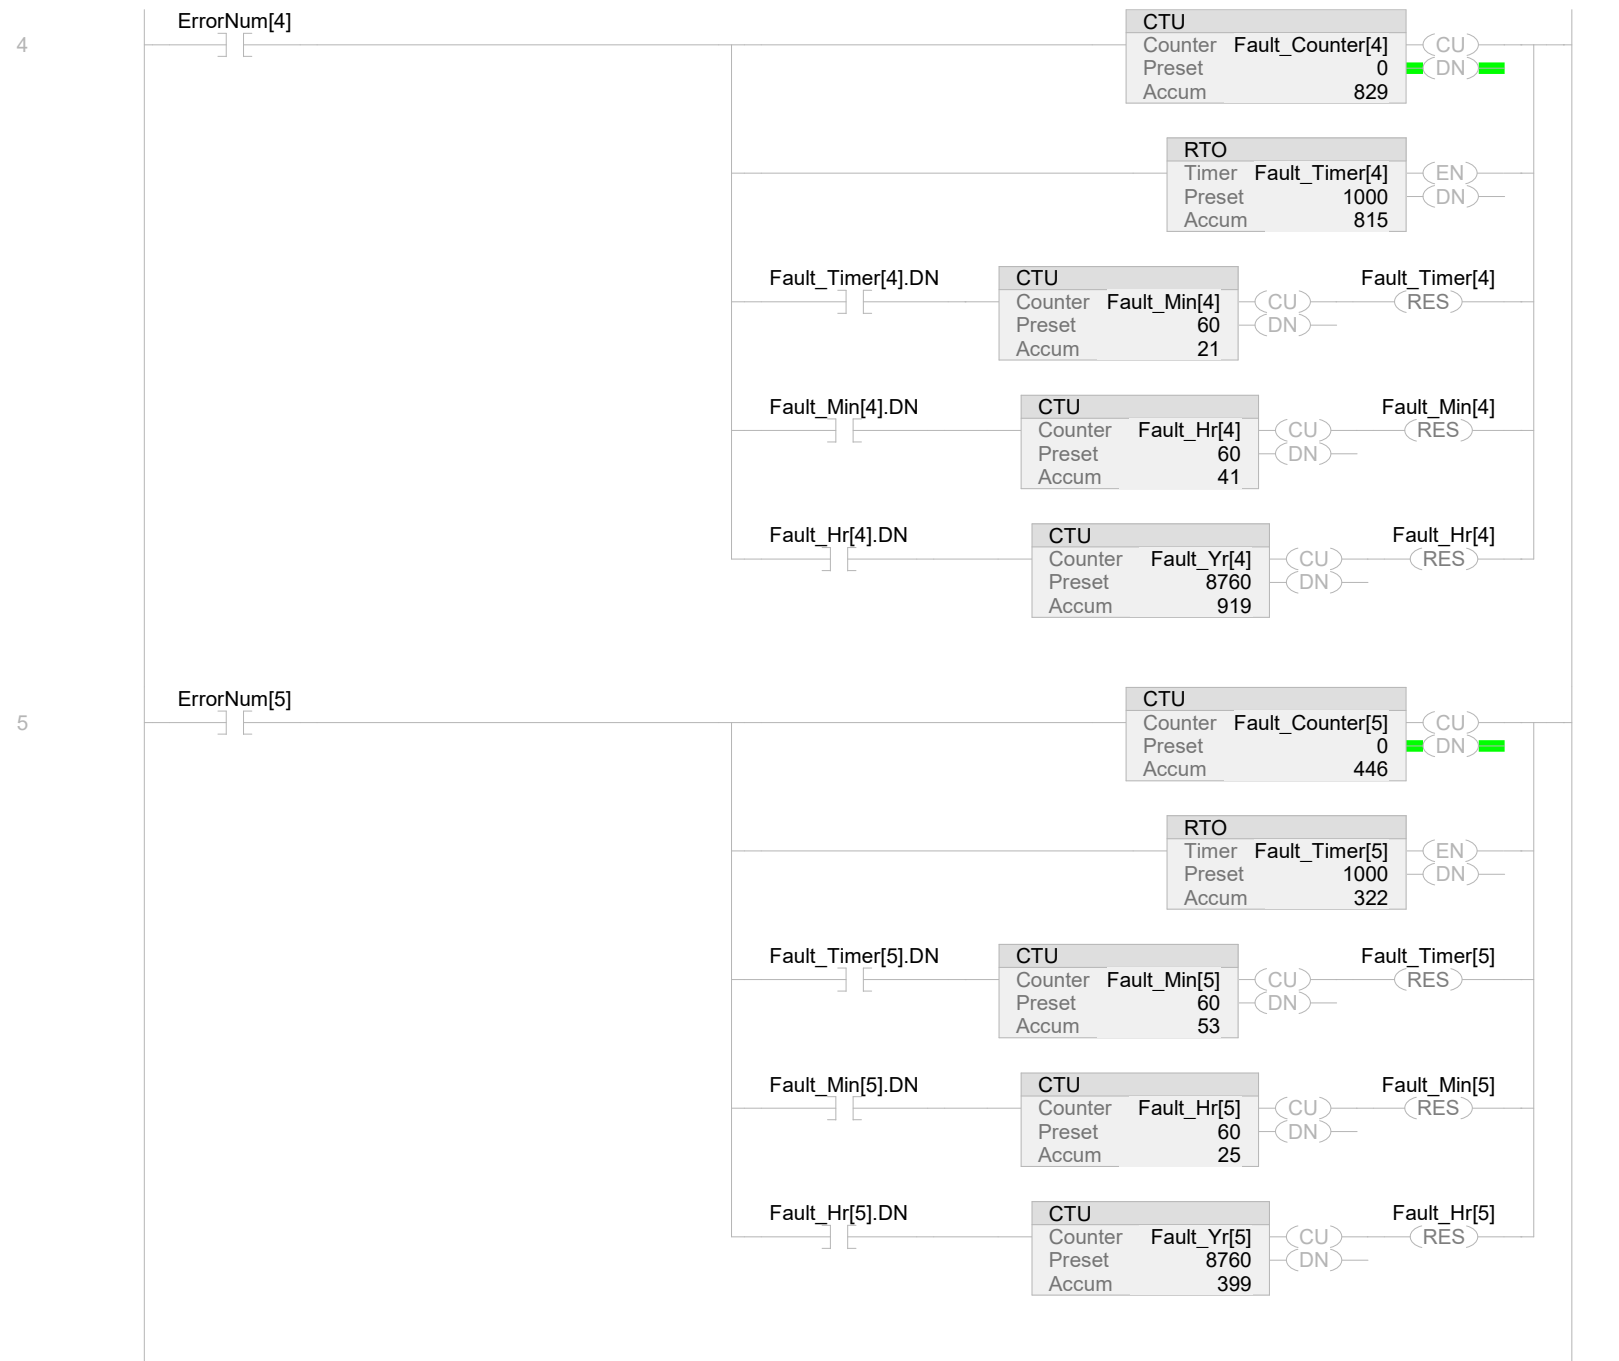 ErrorNum[4]
4
CTU
Counter Fault_Counter[4] CU
Preset 0 DN
Accum 829
RTO
Timer Fault_Timer[4] EN
Preset 1000 DN
Accum 815
Fault_Timer[4].DN CTU Fault_Timer[4]
Counter Fault_Min[4] CU RES
Preset 60 DN
Accum 21
Fault_Min[4].DN CTU Fault_Min[4]
Counter Fault_Hr[4] CU RES
Preset 60 DN
Accum 41
Fault_Hr[4].DN CTU Fault_Hr[4]
Counter Fault_Yr[4] CU RES
Preset 8760 DN
Accum 919
ErrorNum[5]
5
CTU
Counter Fault_Counter[5] CU
Preset 0 DN
Accum 446
RTO
Timer Fault_Timer[5] EN
Preset 1000 DN
Accum 322
Fault_Timer[5].DN CTU Fault_Timer[5]
Counter Fault_Min[5] CU RES
Preset 60 DN
Accum 53
Fault_Min[5].DN CTU Fault_Min[5]
Counter Fault_Hr[5] CU RES
Preset 60 DN
Accum 25
Fault_Hr[5].DN CTU Fault_Hr[5]
Counter Fault_Yr[5] CU RES
Preset 8760 DN
Accum 399